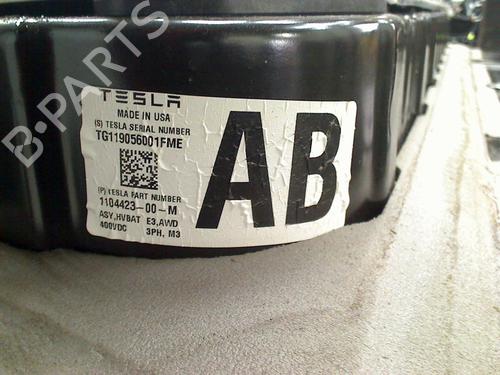 B-PARTS
TESLA
MADE IN USA
(S) TESLA SERIAL NUMBER
TG119056001FME
(P) TESLA PART NUMBER
1104423-00-M
ASY,HVBAT E3,AWD
400VDC 3PH, M3
AB